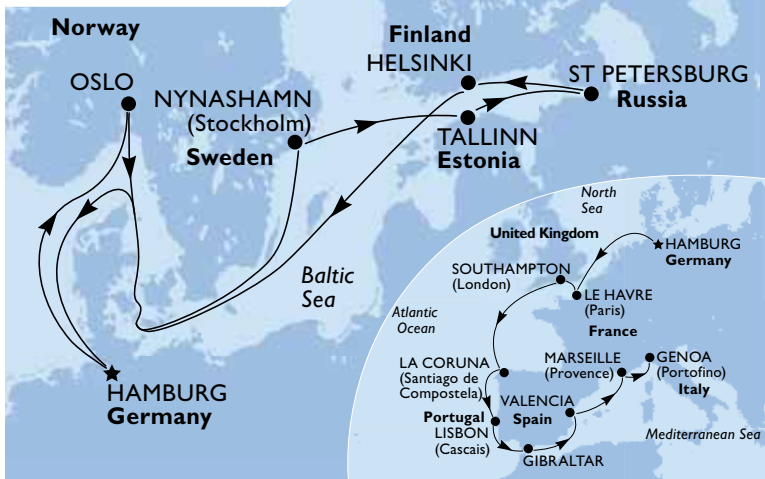 Norway
Finland
HELSINKI
OSLO
NYNASHAMN
(Stockholm)
Sweden
ST PETERSBURG
Russia
TALLINN
Estonia
Baltic
Sea
HAMBURG
Germany
North
Sea
United Kingdom
HAMBURG
Germany
SOUTHAMPTON
(London)
LE HAVRE
(Paris)
France
Atlantic
Ocean
LA CORUNA
(Santiago de
Compostela)
MARSEILLE
(Provence)
GENOA
(Portofino)
Italy
VALENCIA
Spain
Portugal
LISBON
(Cascais)
GIBRALTAR
Mediterranean Sea